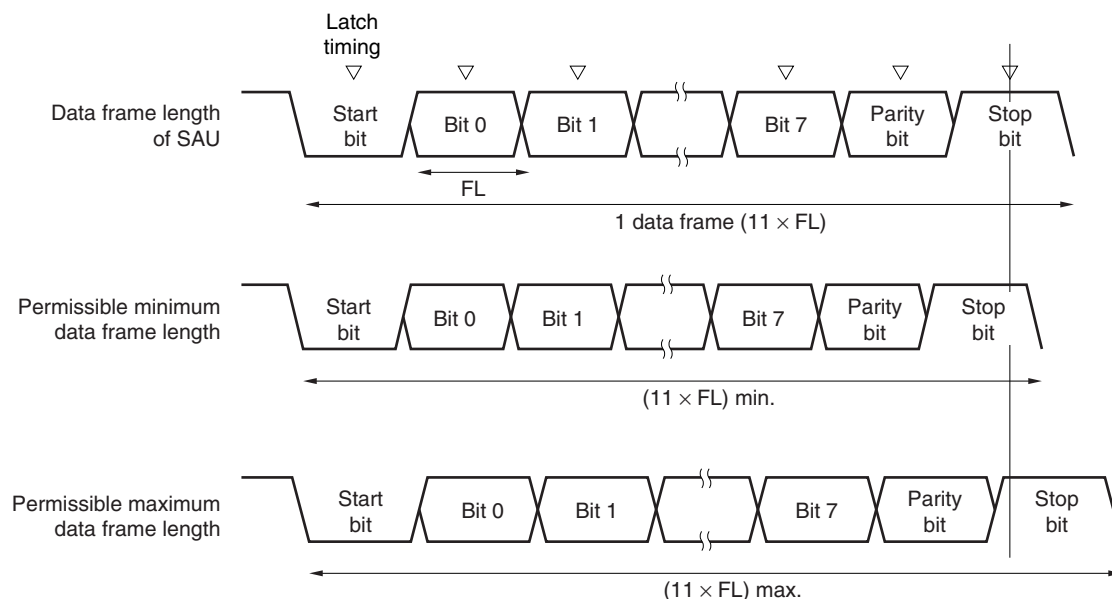 Latch
timing
Data frame length
of SAU
Start
bit
Bit 0
Bit 1
Bit 7
Parity
bit
Stop
bit
FL
1 data frame (11 × FL)
Permissible minimum
data frame length
Start
bit
Bit 0
Bit 1
Bit 7
Parity
bit
Stop
bit
(11 × FL) min.
Permissible maximum
data frame length
Start
bit
Bit 0
Bit 1
Bit 7
Parity
bit
Stop
bit
(11 × FL) max.